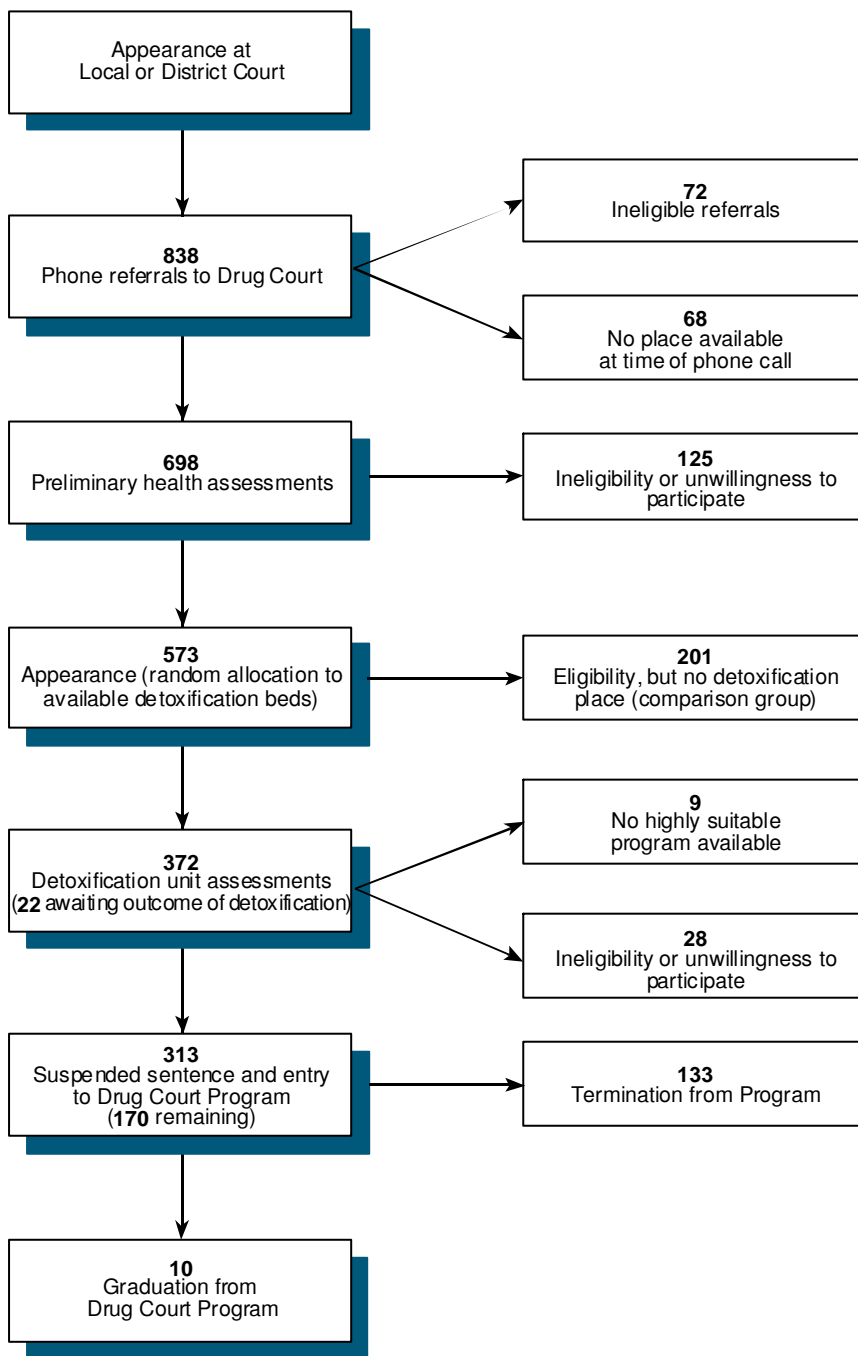 Appearance at
Local or District Court
72
Ineligible referrals
838
Phone referrals to Drug Court
68
No place available
at time of phone call
698
Preliminary health assessments
125
Ineligibility or unwillingness to
participate
573
Appearance (random allocation to
available detoxification beds)
201
Eligibility, but no detoxification
place (comparison group)
9
No highly suitable
program available
372
Detoxification unit assessments
(22 awaiting outcome of detoxification)
28
Ineligibility or unwillingness to
participate
313
Suspended sentence and entry
to Drug Court Program
(170 remaining)
133
Termination from Program
10
Graduation from
Drug Court Program